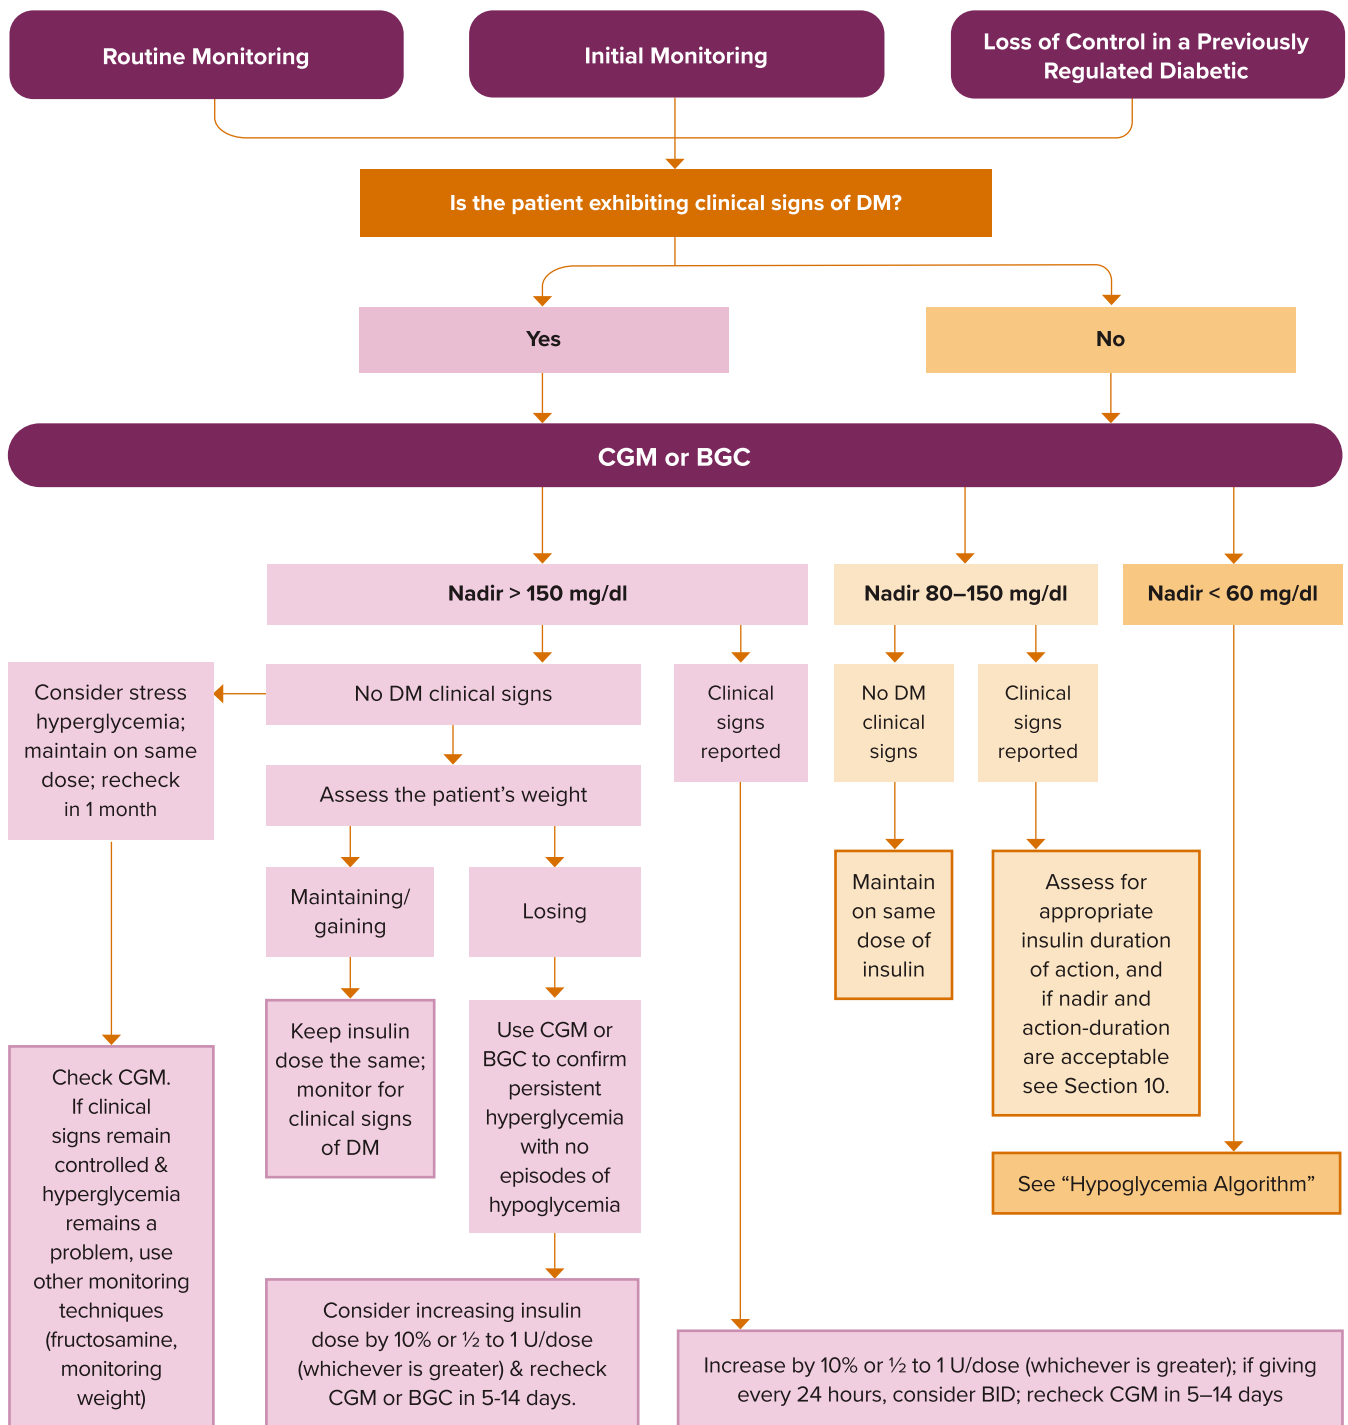 Routine Monitoring
Initial Monitoring
Loss of Control in a Previously
Regulated Diabetic
Is the patient exhibiting clinical signs of DM?
Yes
No
CGM or BGC
Nadir > 150 mg/dl
Nadir 80–150 mg/dl
Nadir < 60 mg/dl
Consider stress
hyperglycemia;
maintain on same
dose; recheck
in 1 month
No DM clinical signs
Clinical
signs
reported
No DM
clinical
signs
Clinical
signs
reported
Assess the patient’s weight
Maintaining/
gaining
Losing
Maintain
on same
dose of
insulin
Assess for
appropriate
insulin duration
of action, and
if nadir and
action-duration
are acceptable
see Section 10.
Keep insulin
dose the same;
monitor for
clinical signs
of DM
Use CGM or
BGC to confirm
persistent
hyperglycemia
with no
episodes of
hypoglycemia
Check CGM.
If clinical
signs remain
controlled &
hyperglycemia
remains a
problem, use
other monitoring
techniques
(fructosamine,
monitoring
weight)
See “Hypoglycemia Algorithm”
Consider increasing insulin
dose by 10% or ½ to 1 U/dose
(whichever is greater) & recheck
CGM or BGC in 5-14 days.
Increase by 10% or ½ to 1 U/dose (whichever is greater); if giving
every 24 hours, consider BID; recheck CGM in 5–14 days